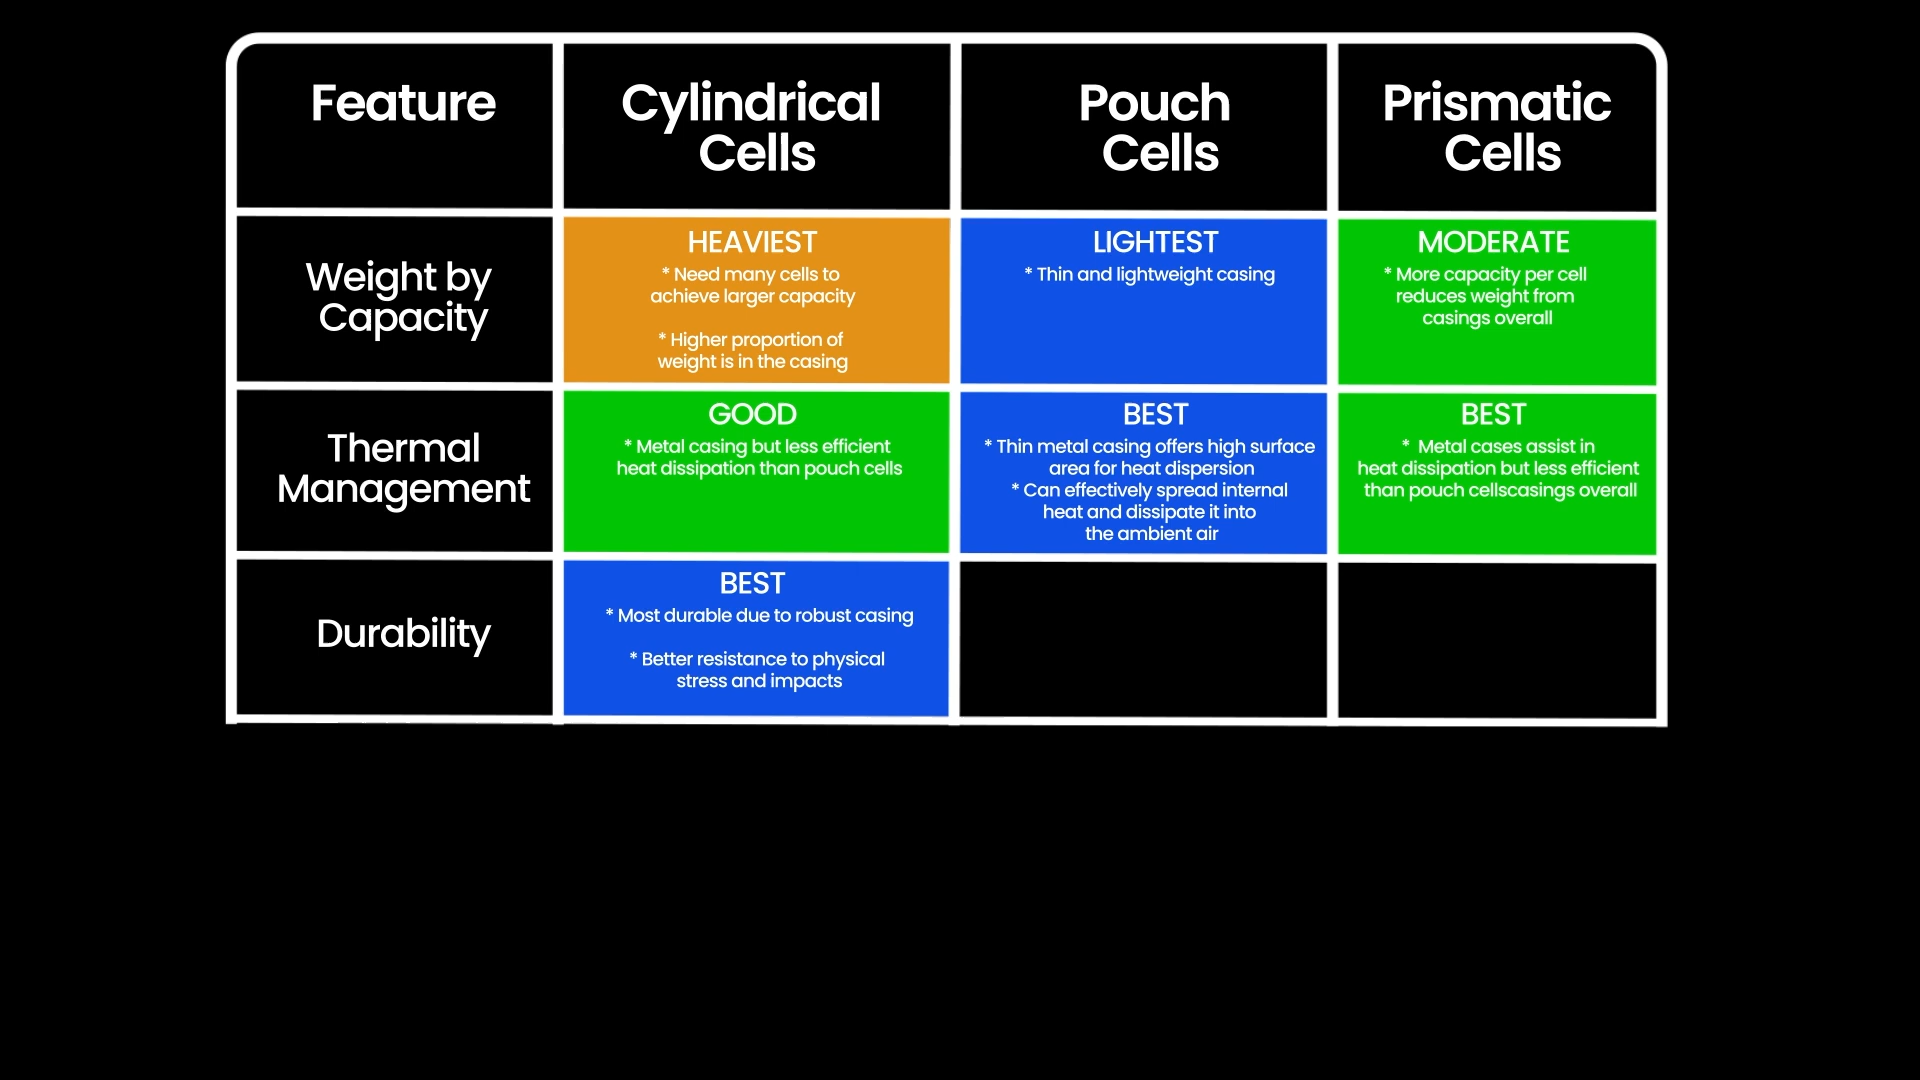 Feature
Cylindrical
Cells
Pouch
Cells
Prismatic
Cells
Weight by
Capacity
HEAVIEST
* Need many cells to
achieve larger capacity
* Higher proportion of
weight is in the casing
LIGHTEST
* Thin and lightweight casing
MODERATE
* More capacity per cell
reduces weight from
casings overall
Thermal
Management
GOOD
* Metal casing but less efficient
heat dissipation than pouch cells
BEST
* Thin metal casing offers high surface
area for heat dispersion
* Can effectively spread internal
heat and dissipate it into
the ambient air
BEST
* Metal cases assist in
heat dissipation but less efficient
than pouch cellscasings overall
Durability
BEST
* Most durable due to robust casing
* Better resistance to physical
stress and impacts